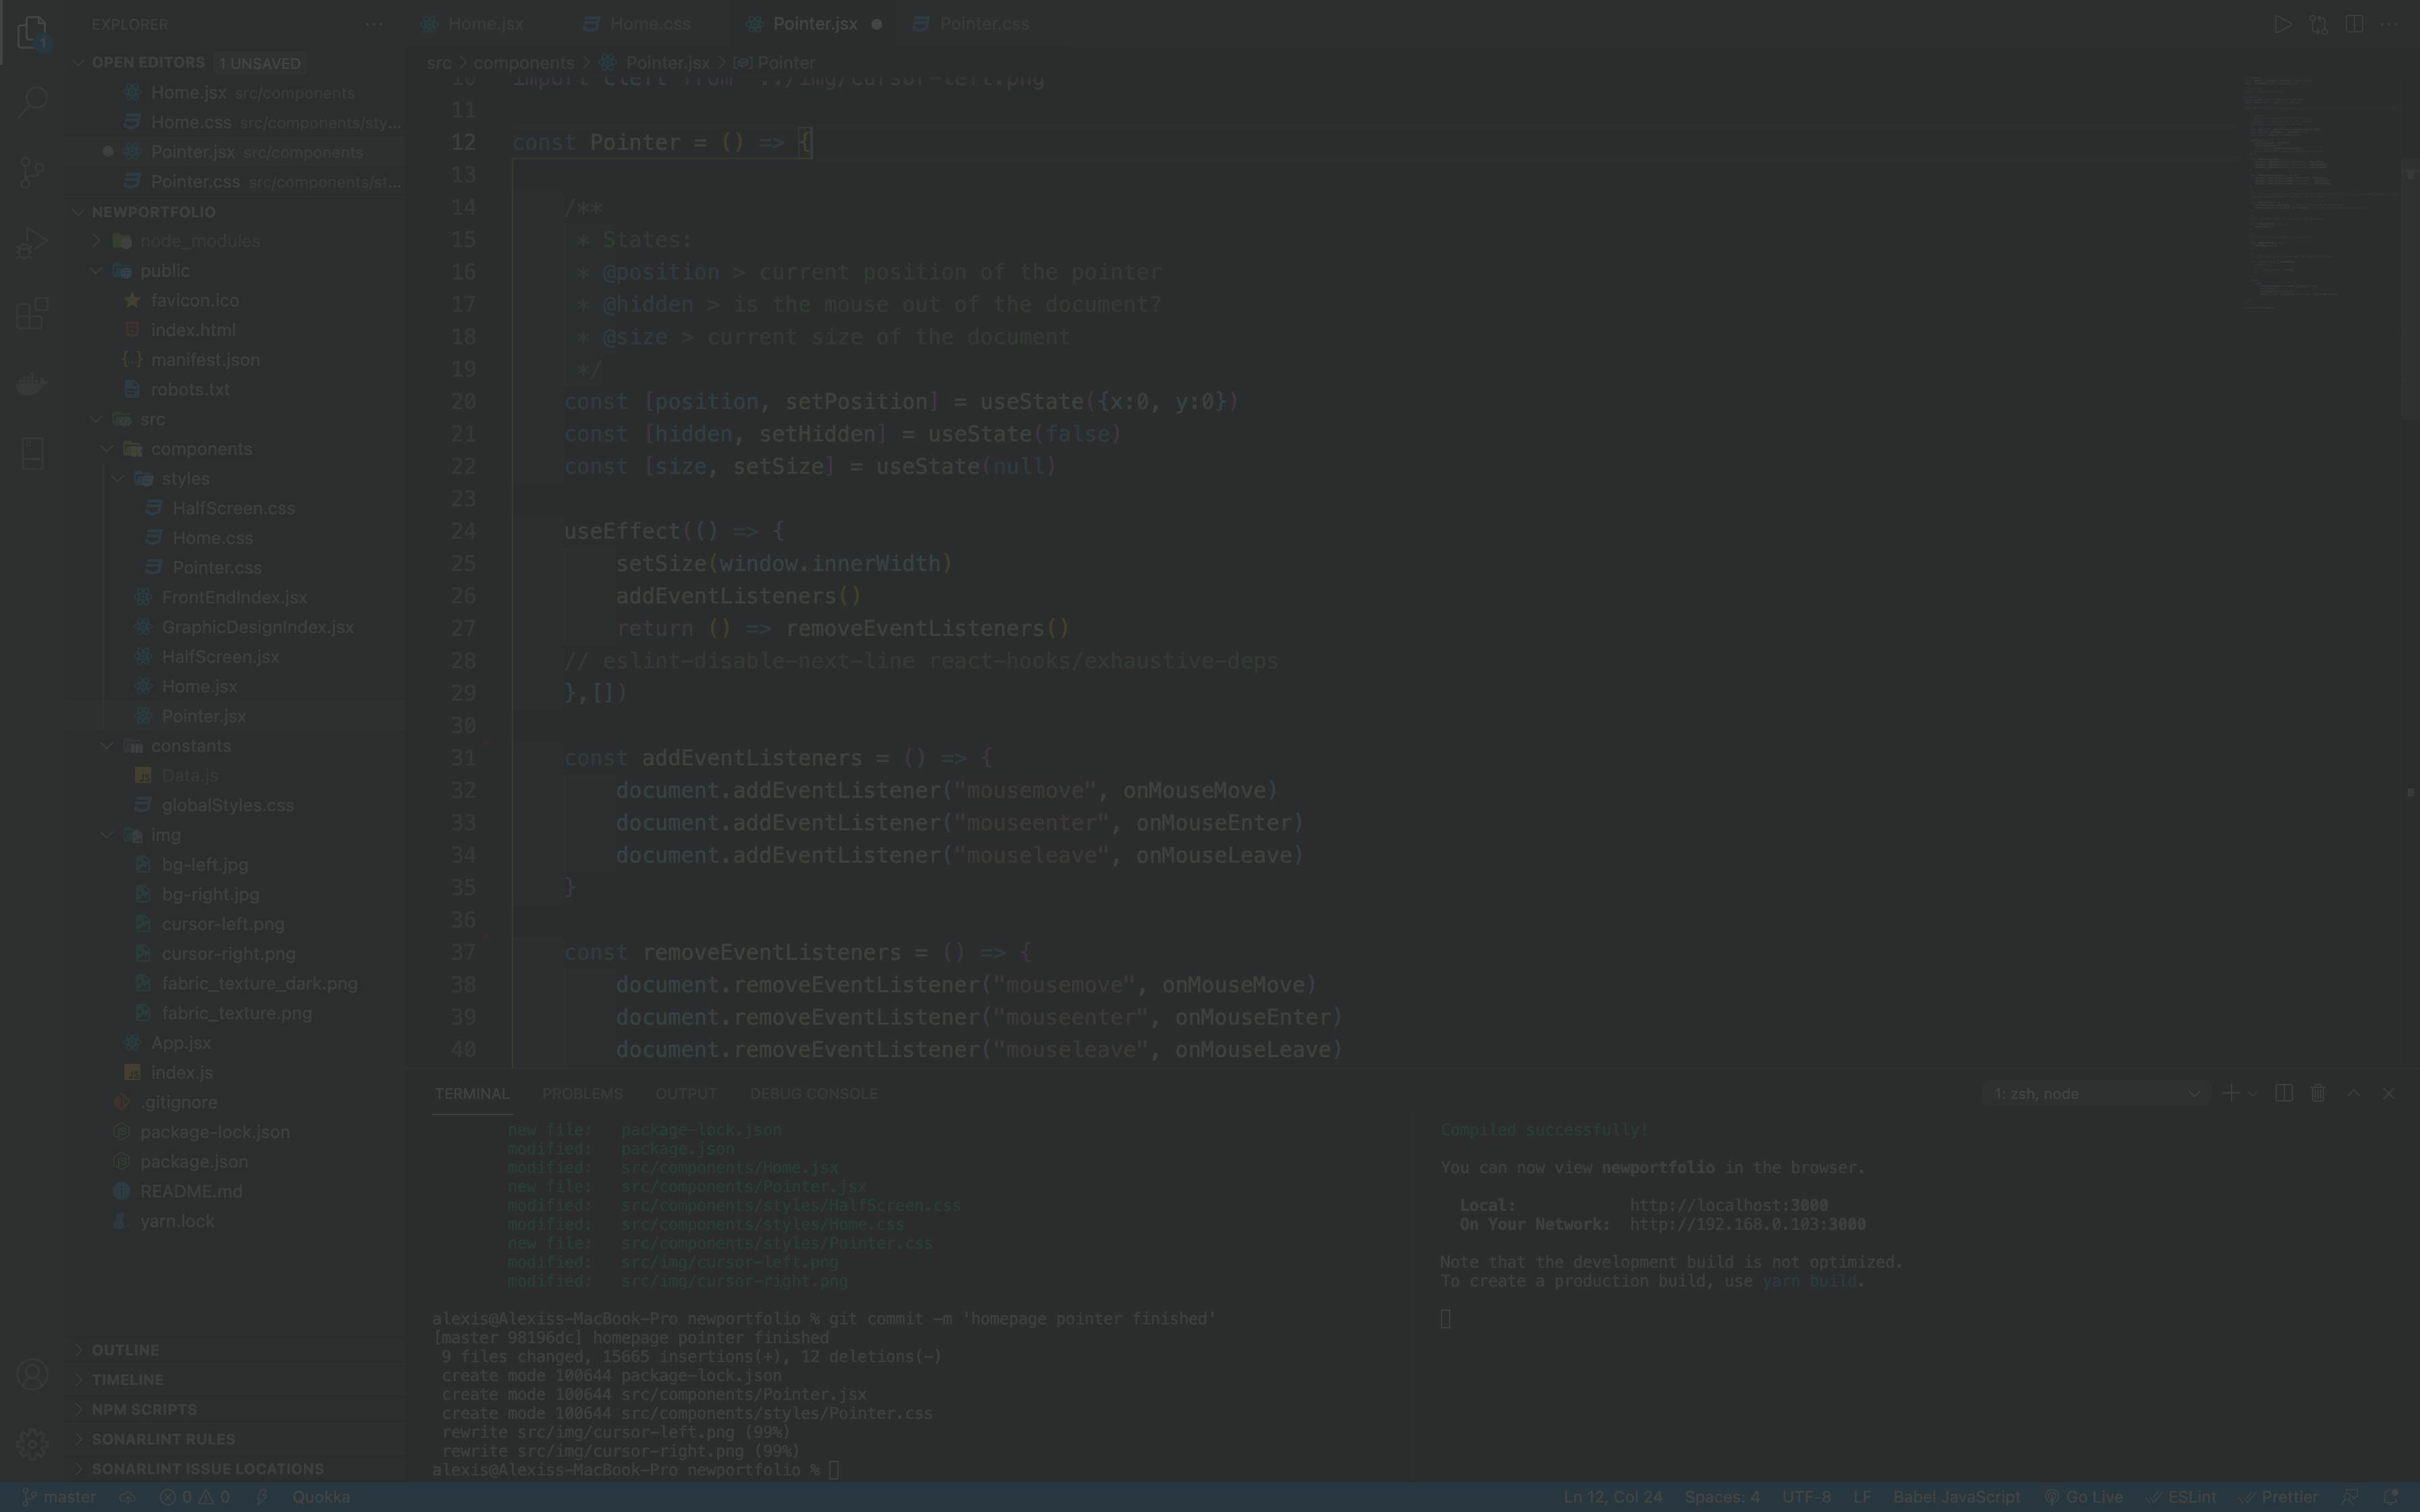 EXPLORER
OPEN EDITORS 1 UNSAVED
Home.jsx src/components
Home.css src/components/sty...
Pointer.jsx src/components
Pointer.css src/components/st...
NEWPORTFOLIO
node_modules
public
favicon.ico
index.html
manifest.json
robots.txt
src
components
styles
HalfScreen.css
Home.css
Pointer.css
FrontEndIndex.jsx
GraphicDesignIndex.jsx
HalfScreen.jsx
Home.jsx
Pointer.jsx
constants
Data.js
globalStyles.css
img
bg-left.jpg
bg-right.jpg
cursor-left.png
cursor-right.png
fabric_texture_dark.png
fabric_texture.png
App.jsx
index.js
.gitignore
package-lock.json
package.json
README.md
yarn.lock
OUTLINE
TIMELINE
NPM SCRIPTS
SONARLINT RULES
SONARLINT ISSUE LOCATIONS
Home.jsx Home.css Pointer.jsx Pointer.css
src > components > Pointer.jsx > Pointer
10 import cleft from "../img/cursor-left.png
11
12 const Pointer = () => {
13
14 /**
15 * States:
16 * @position > current position of the pointer
17 * @hidden > is the mouse out of the document?
18 * @size > current size of the document
19 */
20 const [position, setPosition] = useState({x:0, y:0})
21 const [hidden, setHidden] = useState(false)
22 const [size, setSize] = useState(null)
23
24 useEffect(() => {
25 setSize(window.innerWidth)
26 addEventListeners()
27 return () => removeEventListeners()
28 // eslint-disable-next-line react-hooks/exhaustive-deps
29 },[])
30
31 const addEventListeners = () => {
32 document.addEventListener("mousemove", onMouseMove)
33 document.addEventListener("mouseenter", onMouseEnter)
34 document.addEventListener("mouseleave", onMouseLeave)
35 }
36
37 const removeEventListeners = () => {
38 document.removeEventListener("mousemove", onMouseMove)
39 document.removeEventListener("mouseenter", onMouseEnter)
40 document.removeEventListener("mouseleave", onMouseLeave)
TERMINAL PROBLEMS OUTPUT DEBUG CONSOLE 1: zsh, node
new file: package-lock.json
modified: package.json
modified: src/components/Home.jsx
new file: src/components/Pointer.jsx
modified: src/components/styles/HalfScreen.css
modified: src/components/styles/Home.css
new file: src/components/styles/Pointer.css
modified: src/img/cursor-left.png
modified: src/img/cursor-right.png
alexis@Alexiss-MacBook-Pro newportfolio % git commit -m 'homepage pointer finished'
[master 98196dc] homepage pointer finished
9 files changed, 15665 insertions(+), 12 deletions(-)
create mode 100644 package-lock.json
create mode 100644 src/components/Pointer.jsx
create mode 100644 src/components/styles/Pointer.css
rewrite src/img/cursor-left.png (99%)
rewrite src/img/cursor-right.png (99%)
alexis@Alexiss-MacBook-Pro newportfolio %
Compiled successfully!
You can now view newportfolio in the browser.
Local: http://localhost:3000
On Your Network: http://192.168.0.103:3000
Note that the development build is not optimized.
To create a production build, use yarn build.
master 0 0 Quokka Ln 12, Col 24 Spaces: 4 UTF-8 LF Babel JavaScript Go Live ESLint Prettier